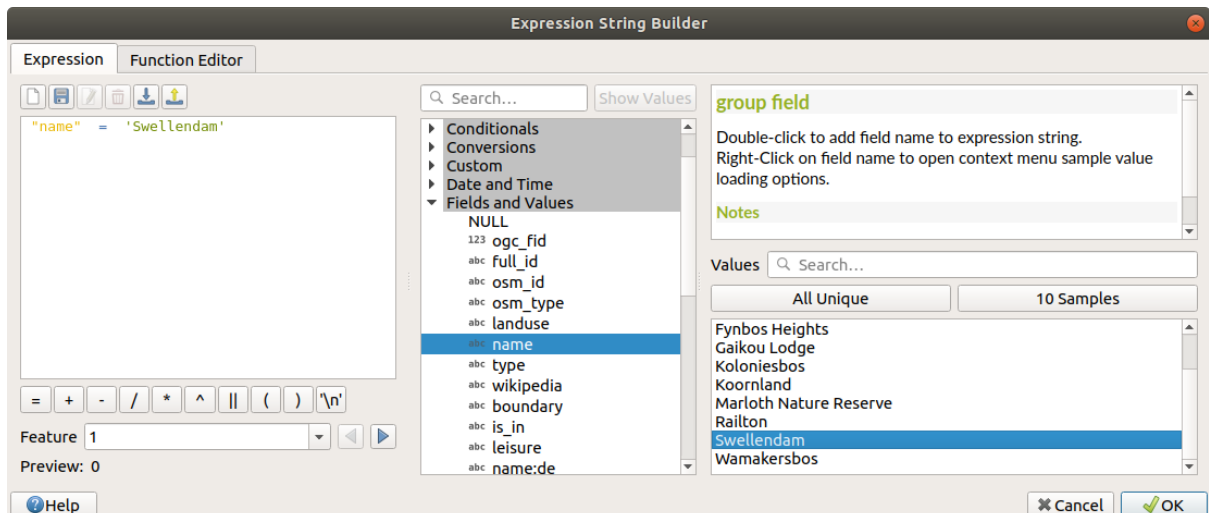 Expression String Builder
Expression
Function Editor
"name" = 'Swellendam'
= + - / * ^ || ( ) '\n'
Feature 1
Preview: 0
Help
Search...
Show Values
Conditionals
Conversions
Custom
Date and Time
Fields and Values
NULL
123 ogc_fid
abc full_id
abc osm_id
abc osm_type
abc landuse
abc name
abc type
abc wikipedia
abc boundary
abc is_in
abc leisure
abc name:de
group field
Double-click to add field name to expression string.
Right-Click on field name to open context menu sample value
loading options.
Notes
Values Search...
All Unique
10 Samples
Fynbos Heights
Gaikou Lodge
Koloniesbos
Koornland
Marloth Nature Reserve
Railton
Swellendam
Wamakersbos
Cancel
OK